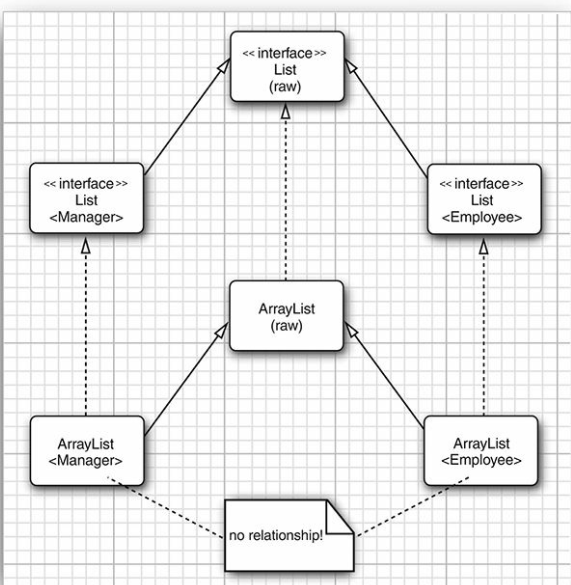 << interface>>
List
(raw)
<< interface>>
List
<Manager>
<< interface>>
List
<Employee>
ArrayList
(raw)
ArrayList
<Manager>
ArrayList
<Employee>
no relationship!